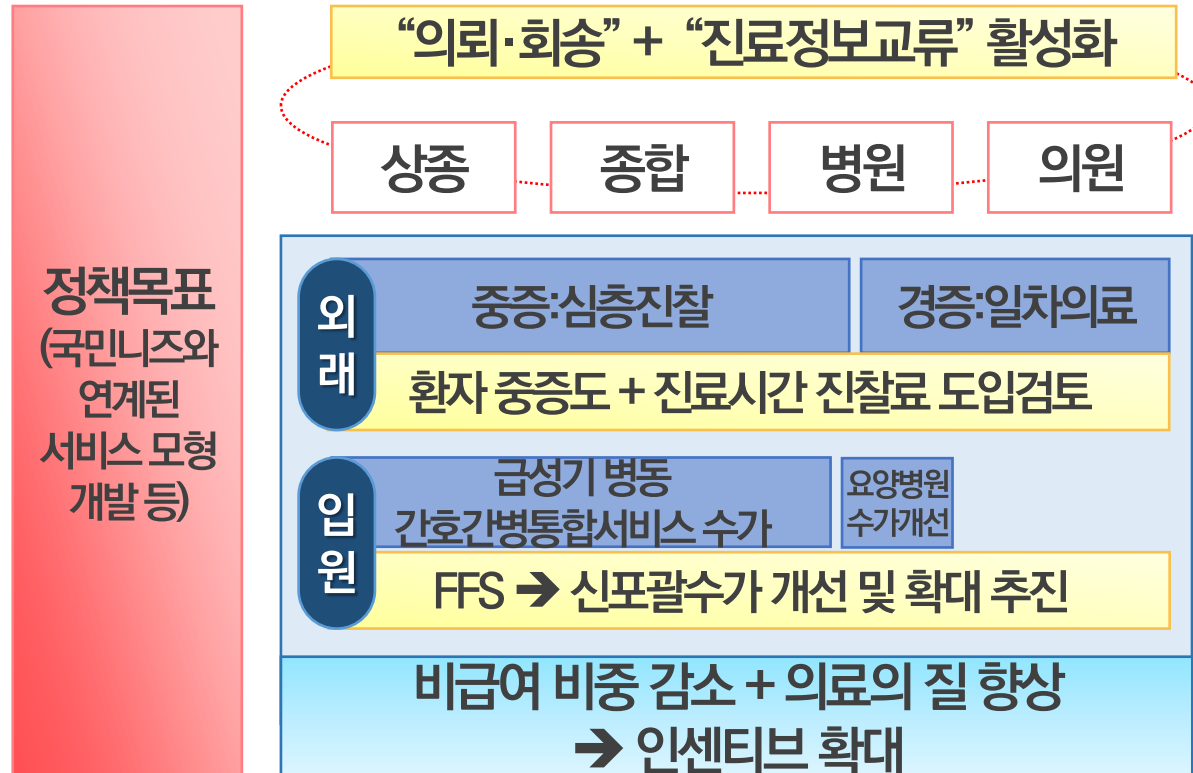 “의뢰·회송” + “진료정보교류” 활성화
상종
종합
병원
의원
정책목표
(국민니즈와
연계된
서비스 모형
개발 등)
외래
중증:심층진찰
경증:일차의료
환자 중증도 + 진료시간 진찰료 도입검토
입원
급성기 병동
간호간병통합서비스 수가
요양병원
수가개선
FFS ➔ 신포괄수가 개선 및 확대 추진
비급여 비중 감소 + 의료의 질 향상
➔ 인센티브 확대